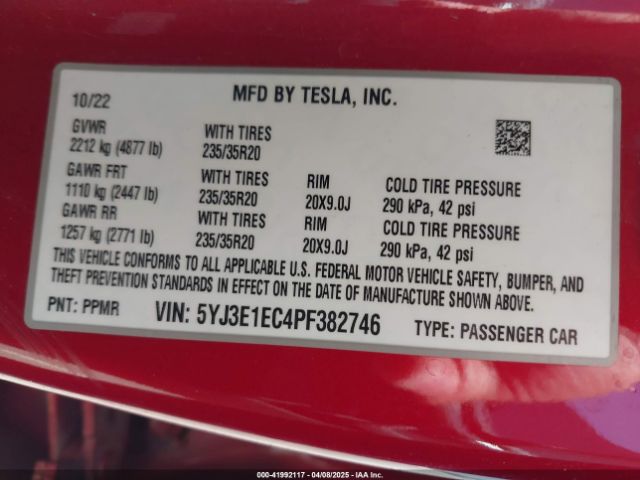 10/22 MFD BY TESLA, INC.
GVWR WITH TIRES
2212 kg (4877 lb) 235/35R20
GAWR FRT WITH TIRES RIM COLD TIRE PRESSURE
1110 kg (2447 lb) 235/35R20 20X9.0J 290 kPa, 42 psi
GAWR RR WITH TIRES RIM COLD TIRE PRESSURE
1257 kg (2771 lb) 235/35R20 20X9.0J 290 kPa, 42 psi
THIS VEHICLE CONFORMS TO ALL APPLICABLE U.S. FEDERAL MOTOR VEHICLE SAFETY, BUMPER, AND
THEFT PREVENTION STANDARDS IN EFFECT ON THE DATE OF MANUFACTURE SHOWN ABOVE.
PNT: PPMR VIN: 5YJ3E1EC4PF382746 TYPE: PASSENGER CAR
000-41992117 - 04/08/2025 - IAA Inc.